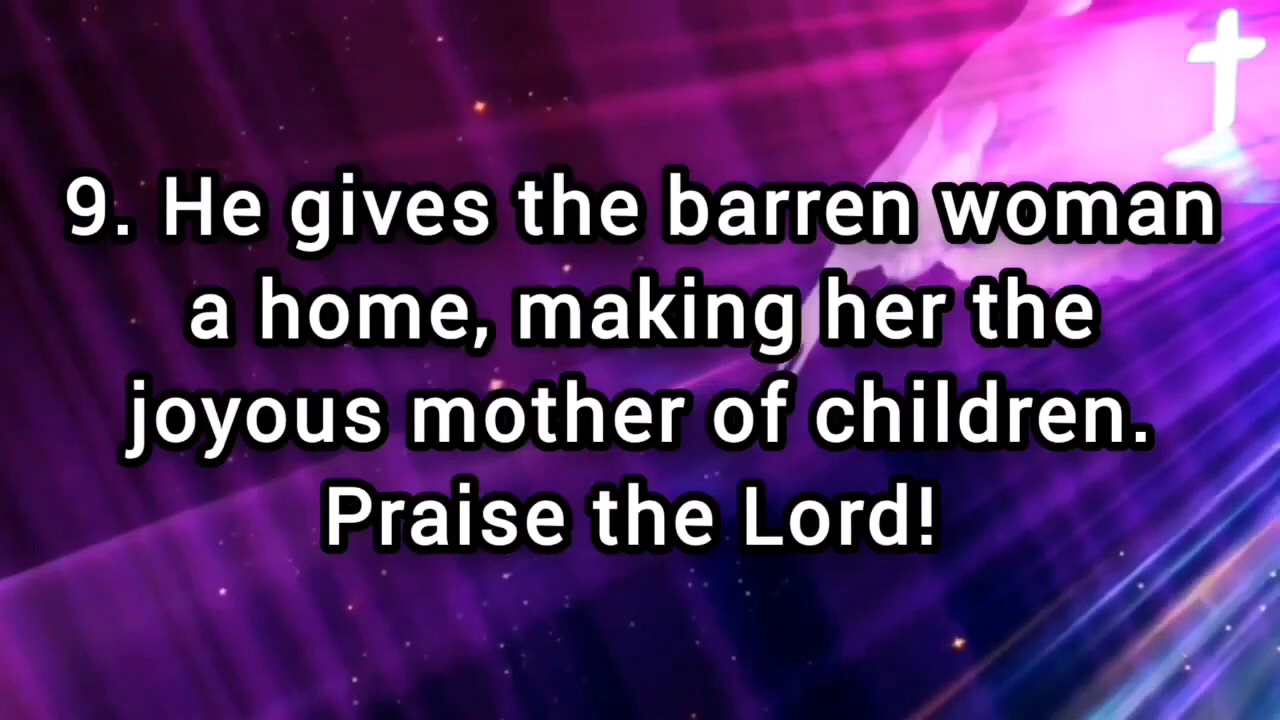 9. He gives the barren woman
a home, making her the
joyous mother of children.
Praise the Lord!